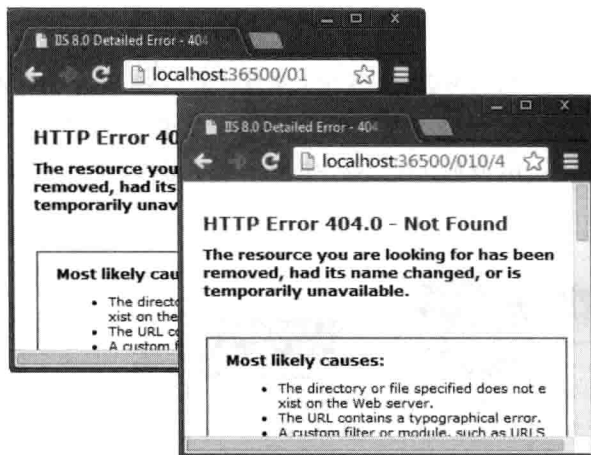 IIS 8.0 Detailed Error - 404
localhost:36500/01
HTTP Error 40
The resource you
removed, had its
temporarily unav
Most likely cau
The directo
xist on the
The URL co
A custom f
IIS 8.0 Detailed Error - 404
localhost:36500/010/4
HTTP Error 404.0 - Not Found
The resource you are looking for has been
removed, had its name changed, or is
temporarily unavailable.
Most likely causes:
The directory or file specified does not e
xist on the Web server.
The URL contains a typographical error.
A custom filter or module, such as URLS